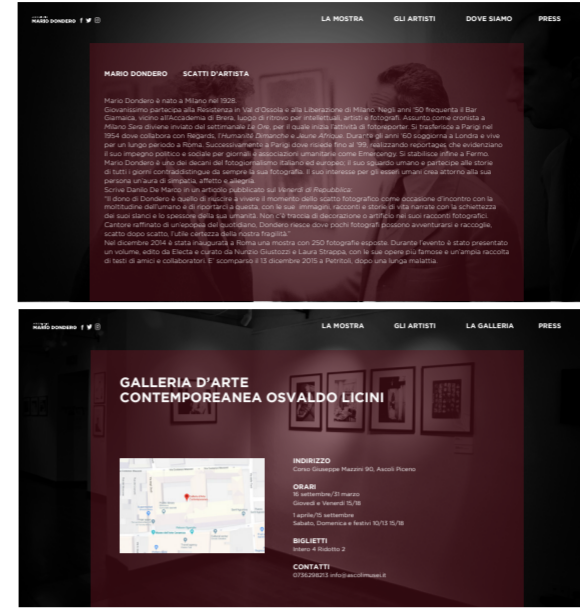 MARIO DONDERO
LA MOSTRA
GLI ARTISTI
DOVE SIAMO
PRESS
MARIO DONDERO
SCATTI D'ARTISTA
Mario Dondero è nato a Milano nel 1928.
Giovanissimo partecipa alla Resistenza in Val d'Ossola e alla Liberazione di Milano. Negli anni '50 frequenta il Bar
Giamaica, vicino all'Accademia di Brera, luogo di ritrovo per intellettuali, artisti e fotografi. Assunto come cronista a
Milano Sera diviene inviato del settimanale Le Ore, per il quale inizia l'attività di fotoreporter. Si trasferisce a Parigi nel
1954 dove collabora con Regards, l'Humanité Dimanche e Jeune Afrique. Durante gli anni '60 soggiorna a Londra e vive
per un lungo periodo a Roma. Successivamente a Parigi dove risiede fino al '99, realizzando reportages che evidenziano
il suo impegno politico e sociale per giornali e associazioni umanitarie come Emergency. Si stabilisce infine a Fermo.
Mario Dondero è uno dei decani del fotogiornalismo italiano ed europeo; il suo sguardo umano e partecipe alle storie
di tutti i giorni contraddistingue da sempre la sua fotografia. Il suo interesse per gli esseri umani crea attorno alla sua
persona un'aura di simpatia, affetto e allegria.
Scrive Danilo De Marco in un articolo pubblicato sul Venerdì di Repubblica:
"Il dono di Dondero è quello di riuscire a vivere il momento dello scatto fotografico come occasione d'incontro con la
moltitudine dell'umano e di riportarci a questa, con le sue immagini, racconti e storie di vita narrate con la schiettezza
dei suoi slanci e lo spessore della sua umanità. Non c'è traccia di decorazione o artificio nei suoi racconti fotografici.
Cantore raffinato di un'epopea del quotidiano, Dondero riesce dove pochi fotografi possono avventurarsi e raccoglie,
scatto dopo scatto, l'utile certezza della nostra fragilità."
Nel dicembre 2014 è stata inaugurata a Roma una mostra con 250 fotografie esposte. Durante l'evento è stato presentato
un volume, edito da Electa e curato da Nunzio Giustozzi e Laura Strappa, con le sue opere più famose e un'ampia raccolta
di testi di amici e collaboratori. E' scomparso il 13 dicembre 2015 a Petritoli, dopo una lunga malattia.
MARIO DONDERO
LA MOSTRA
GLI ARTISTI
LA GALLERIA
PRESS
GALLERIA D'ARTE
CONTEMPOREANEA OSVALDO LICINI
INDIRIZZO
Corso Giuseppe Mazzini 90, Ascoli Piceno
ORARI
16 settembre/31 marzo
Giovedì e Venerdì 15/18
1 aprile/15 settembre
Sabato, Domenica e festivi 10/13 15/18
BIGLIETTI
Intero 4 Ridotto 2
CONTATTI
0736298213 info@ascolimusei.it